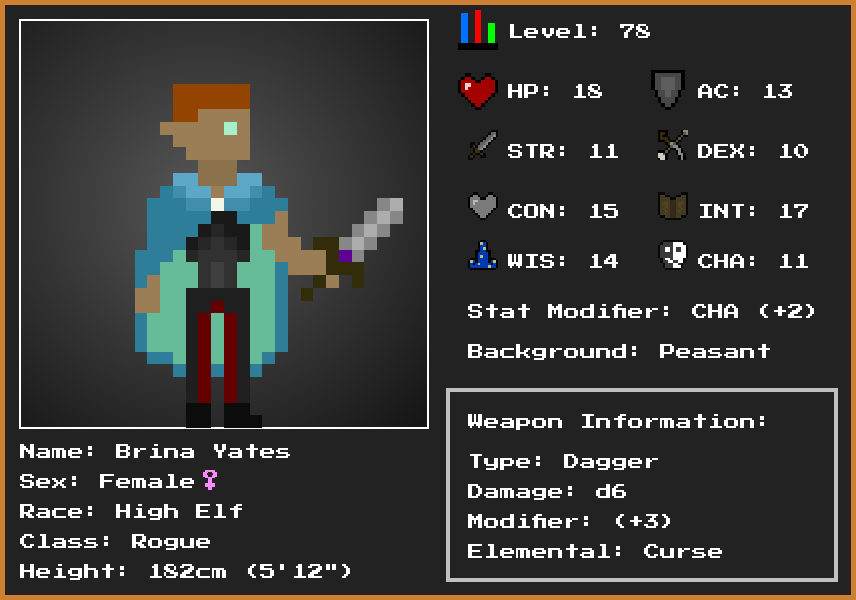 Level: 78
HP: 18 AC: 13
STR: 11 DEX: 10
CON: 15 INT: 17
WIS: 14 CHA: 11
Stat Modifier: CHA (+2)
Background: Peasant
Weapon Information:
Type: Dagger
Damage: d6
Modifier: (+3)
Elemental: Curse
Name: Brina Yates
Sex: Female♀
Race: High Elf
Class: Rogue
Height: 182cm (5'12")